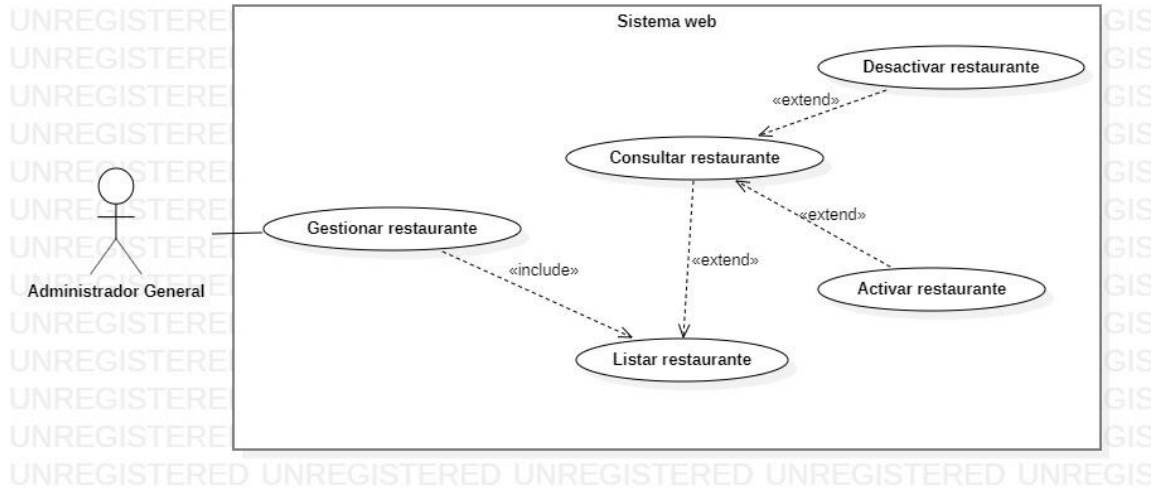 Sistema web
Desactivar restaurante
«extend»
Consultar restaurante
«extend»
Gestionar restaurante
«include»
«extend»
Activar restaurante
Administrador General
Listar restaurante
UNREGISTERED UNREGISTERED UNREGISTERED UNREGISTERED UNREGIS